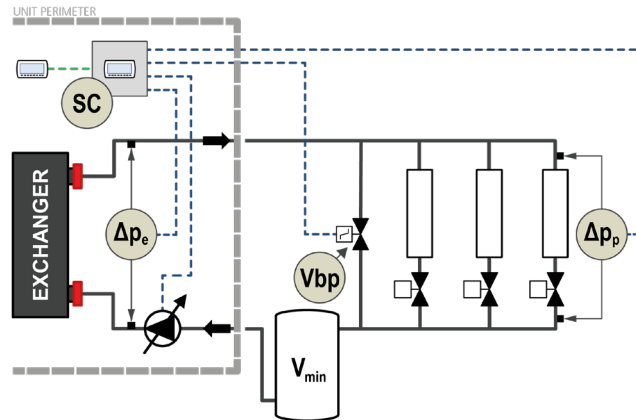 UNIT PERIMETER
SC
EXCHANGER
Δpe
Vbp
Δpp
Vmin